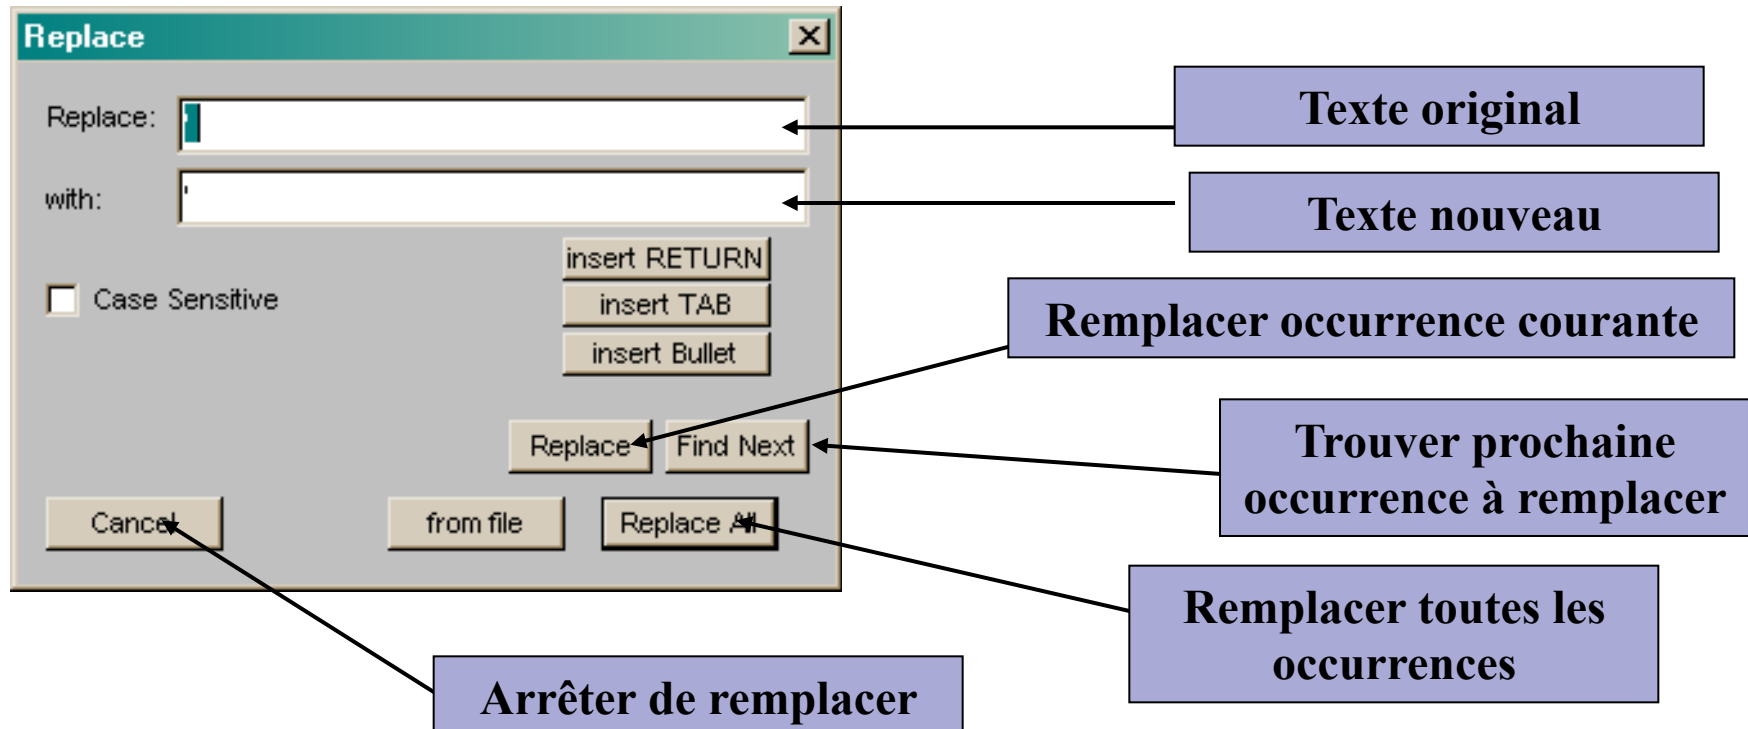 Replace
Replace:
with:
'
Case Sensitive
insert RETURN
insert TAB
insert Bullet
Replace
Find Next
Cancel
from file
Replace All
Texte original
Texte nouveau
Remplacer occurrence courante
Trouver prochaine
occurrence à remplacer
Remplacer toutes les
occurrences
Arrêter de remplacer